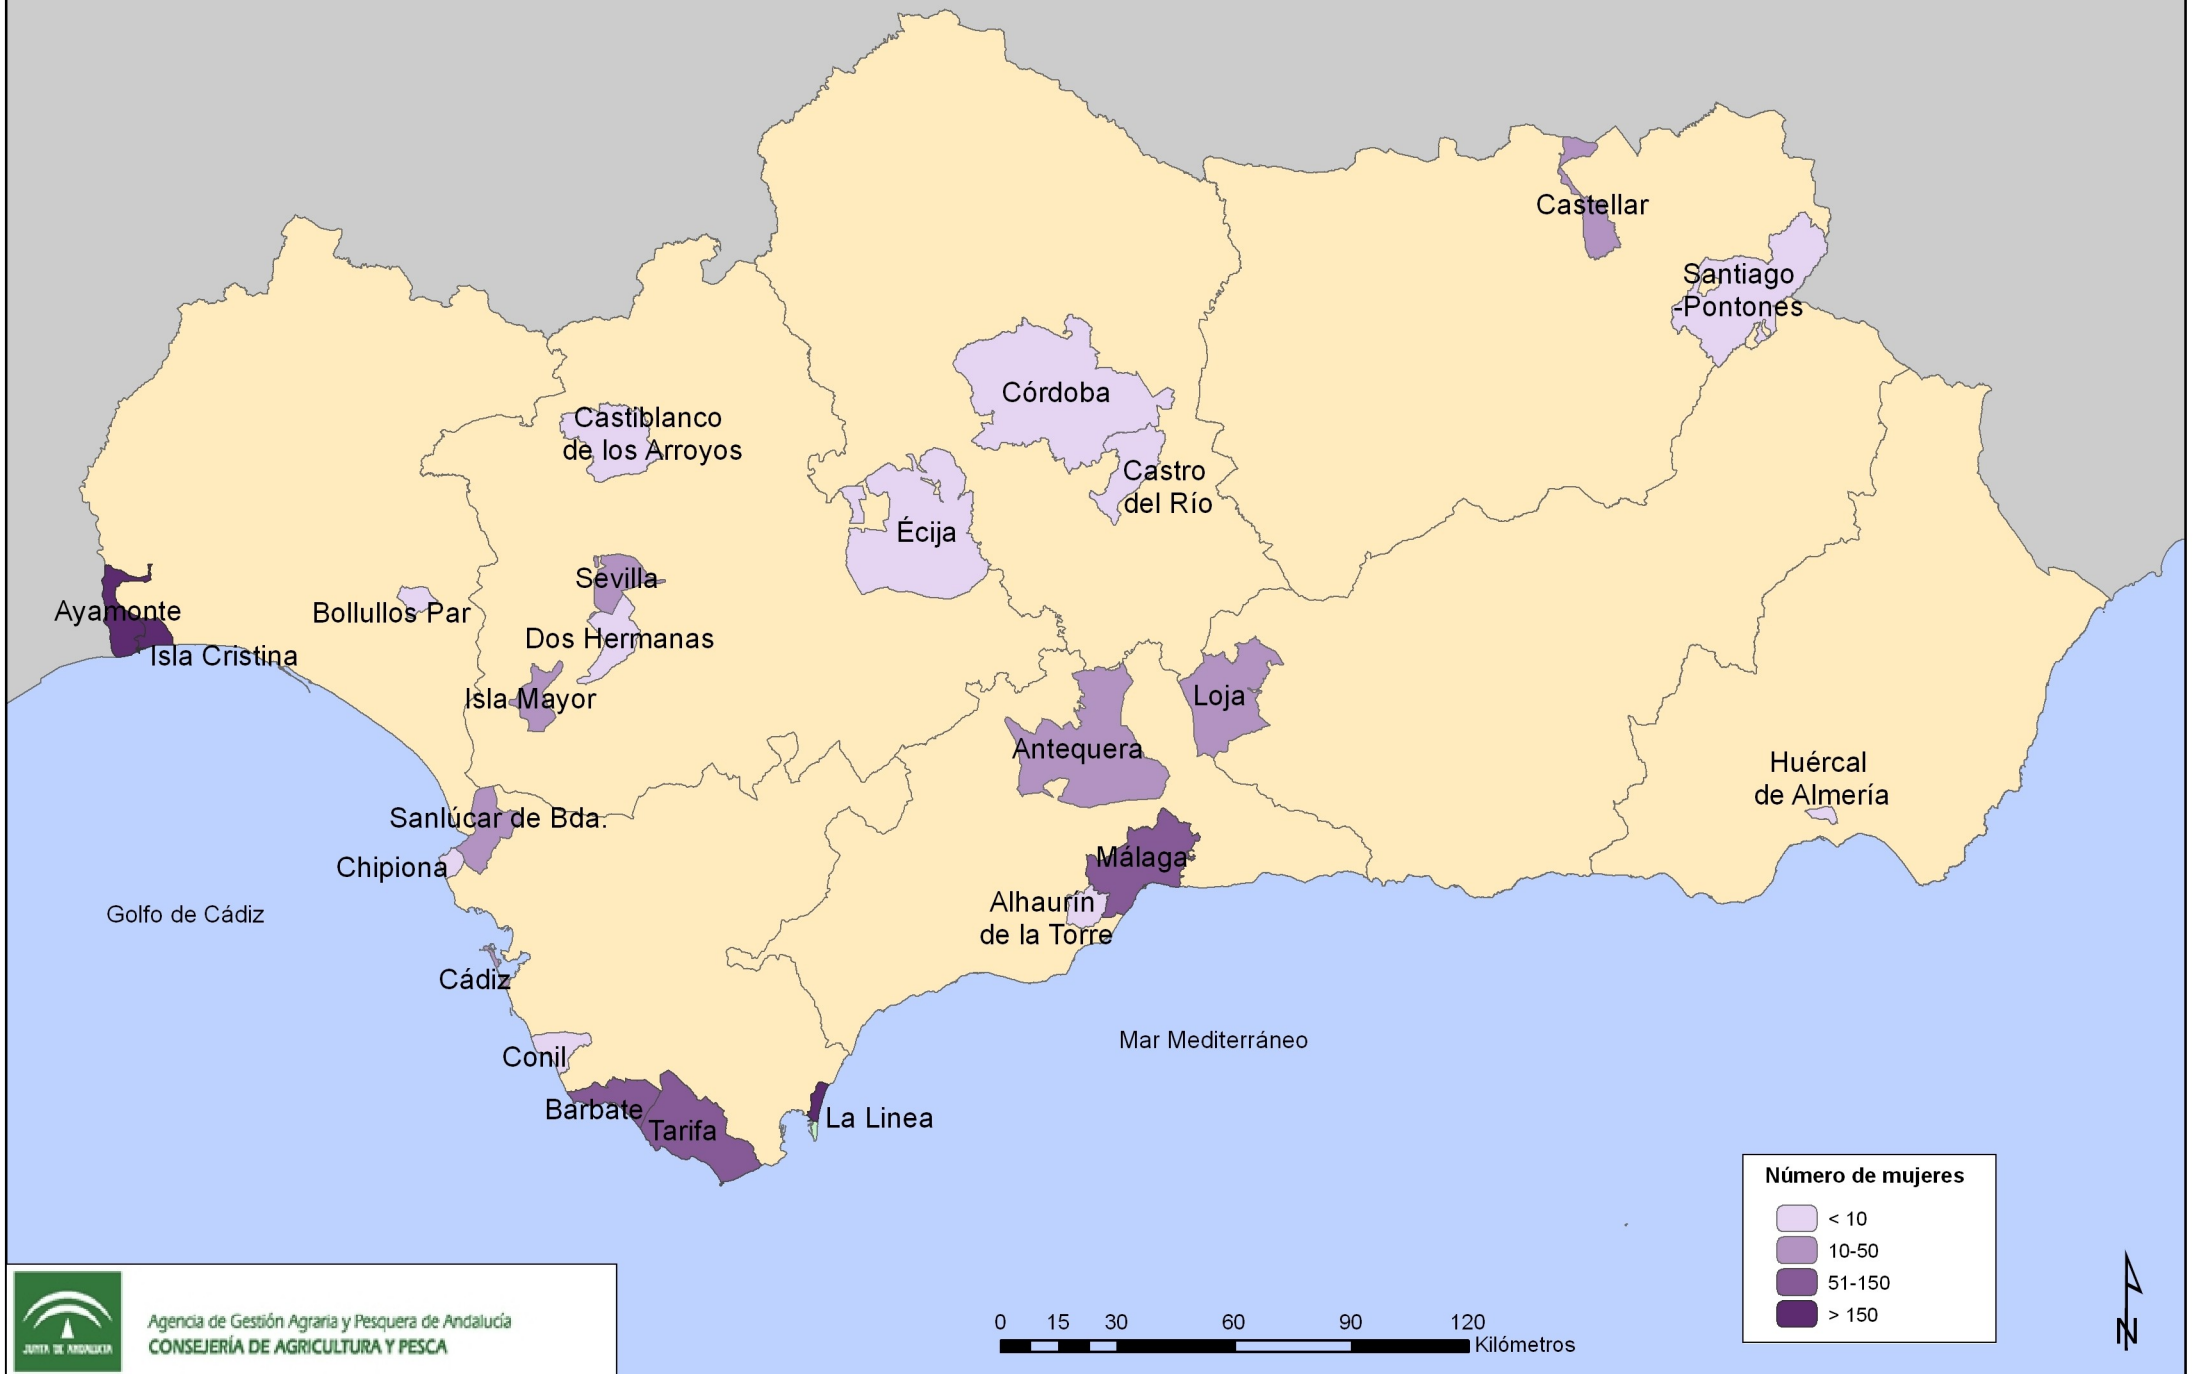 Castellar
Santiago
-Pontones
Córdoba
Castiblanco
de los Arroyos
Castro
del Río
Écija
Sevilla
Ayamonte
Bollullos Par
Dos Hermanas
Isla Cristina
Isla Mayor
Loja
Antequera
Huércal
de Almería
Sanlúcar de Bda.
Chipiona
Málaga
Alhaurín
de la Torre
Golfo de Cádiz
Cádiz
Mar Mediterráneo
Conil
Barbate
Tarifa
La Linea
Número de mujeres
< 10
10-50
51-150
> 150
JUNTA DE ANDALUCIA
Agencia de Gestión Agraria y Pesquera de Andalucía
CONSEJERÍA DE AGRICULTURA Y PESCA
0 15 30 60 90 120
Kilómetros
N